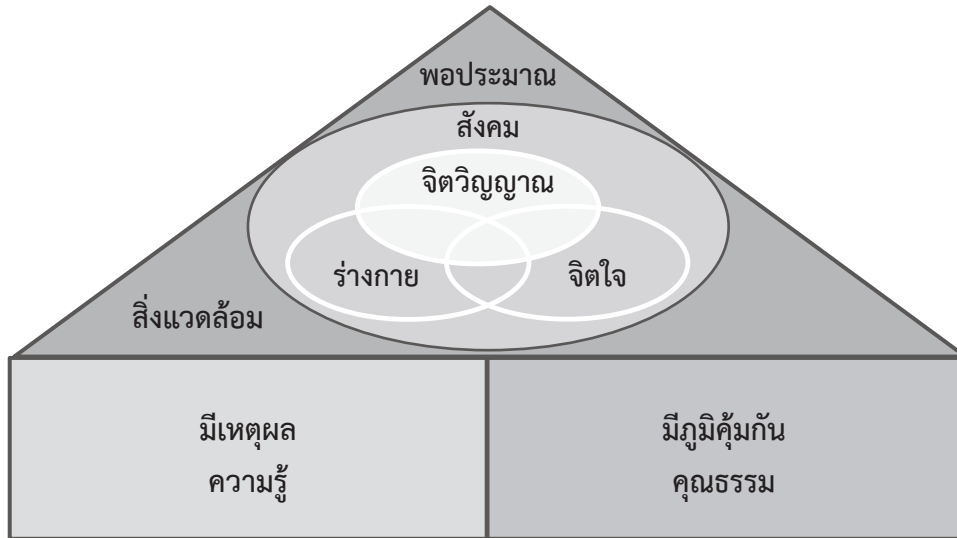 พอประมาณ
สังคม
จิตวิญญาณ
ร่างกาย
จิตใจ
สิ่งแวดล้อม
มีเหตุผล
ความรู้
มีภูมิคุ้มกัน
คุณธรรม